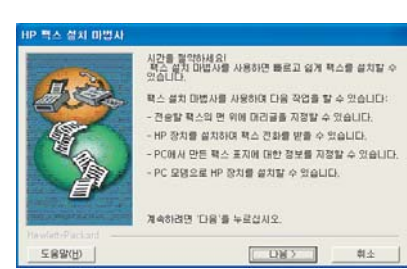 HP 팩스 설치 마법사
시간을 절약하세요!
팩스 설치 마법사를 사용하면 빠르고 쉽게 팩스를 설치할 수
있습니다.
팩스 설치 마법사를 사용하여 다음 작업을 할 수 있습니다:
- 전송할 팩스의 면 위에 머리글을 지정할 수 있습니다.
- HP 장치를 설치하여 팩스 전화를 받을 수 있습니다.
- PC에서 만든 팩스 표지에 대한 정보를 지정할 수 있습니다.
- PC 모뎀으로 HP 장치를 설치할 수 있습니다.
계속하려면 '다음'을 누르십시오.
Hewlett-Packard
도움말(H)
다음 >
취소